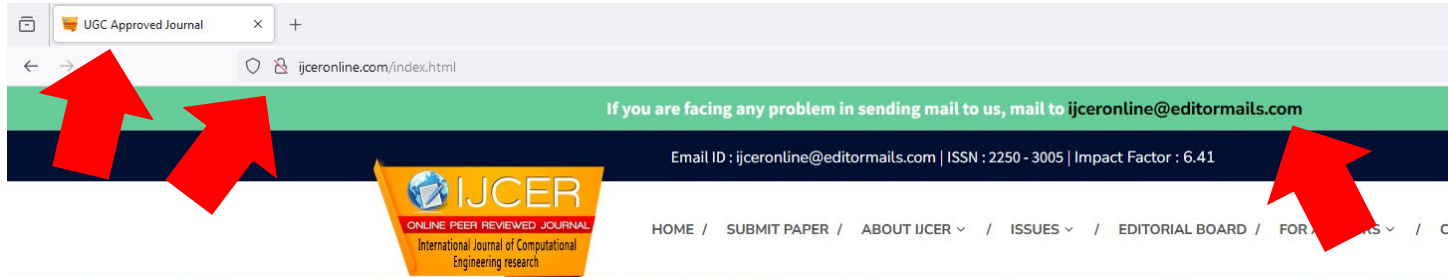 UGC Approved Journal
ijceronline.com/index.html
If you are facing any problem in sending mail to us, mail to ijceronline@editormails.com
Email ID : ijceronline@editormails.com | ISSN : 2250 - 3005 | Impact Factor : 6.41
IJCER
ONLINE PEER REVIEWED JOURNAL
International Journal of Computational
Engineering research
HOME / SUBMIT PAPER / ABOUT IJCER / ISSUES / EDITORIAL BOARD / FOR /